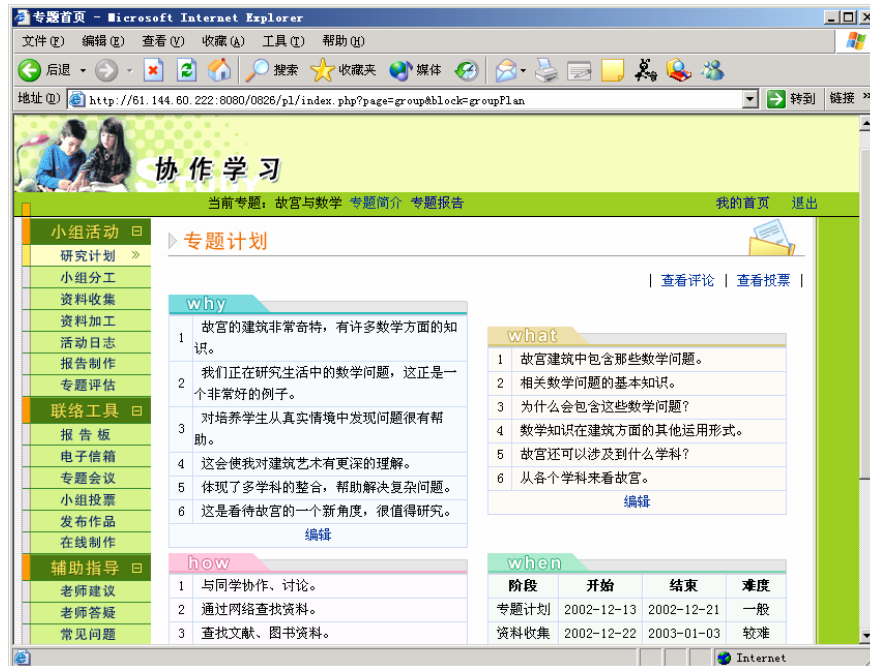 专题首页 - Microsoft Internet Explorer
文件(F) 编辑(E) 查看(V) 收藏(A) 工具(T) 帮助(H)
后退 搜索 收藏夹 媒体
地址(D) http://61.144.60.222:8080/0826/pl/index.php?page=group&block=groupPlan 转到 链接 »
协作学习
当前专题：故宫与数学 专题简介 专题报告 我的首页 退出
小组活动
研究计划 »
小组分工
资料收集
资料加工
活动日志
报告制作
专题评估
联络工具
报 告 板
电子信箱
专题会议
小组投票
发布作品
在线制作
辅助指导
老师建议
老师答疑
常见问题
专题计划
| 查看评论 | 查看投票 |
why
1 故宫的建筑非常奇特，有许多数学方面的知
识。
2 我们正在研究生活中的数学问题，这正是一
个非常好的例子。
3 对培养学生从真实情境中发现问题很有帮
助。
4 这会使我对建筑艺术有更深的理解。
5 体现了多学科的整合，帮助解决复杂问题。
6 这是看待故宫的一个新角度，很值得研究。
编辑
what
1 故宫建筑中包含那些数学问题。
2 相关数学问题的基本知识。
3 为什么会包含这些数学问题？
4 数学知识在建筑方面的其他运用形式。
5 故宫还可以涉及到什么学科？
6 从各个学科来看故宫。
编辑
how
1 与同学协作、讨论。
2 通过网络查找资料。
3 查找文献、图书资料。
when
阶段 开始 结束 难度
专题计划 2002-12-13 2002-12-21 一般
资料收集 2002-12-22 2003-01-03 较难
Internet